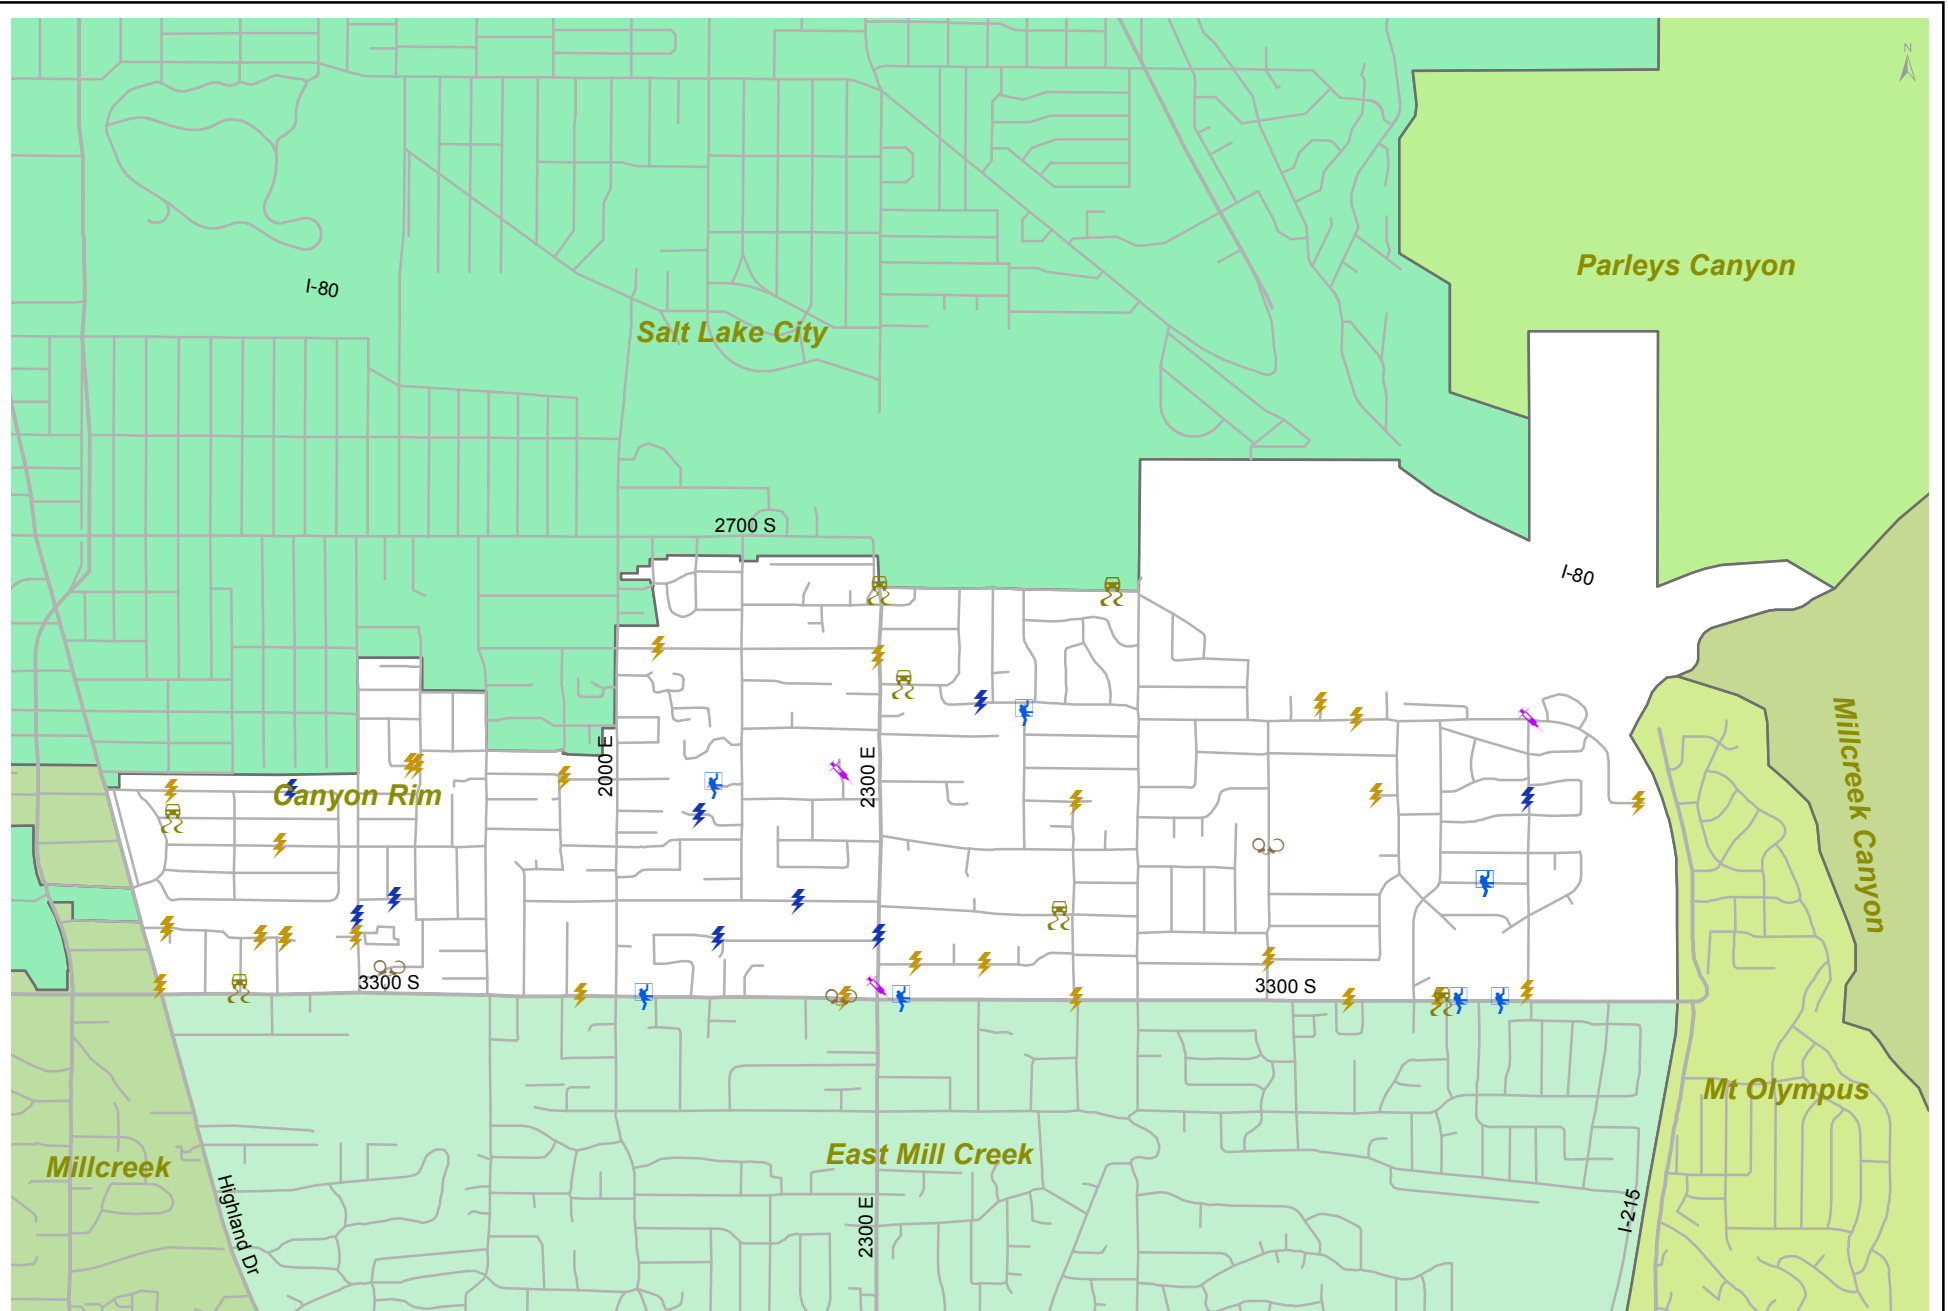 N
Parleys Canyon
I-80
Salt Lake City
2700 S
I-80
2000 E
2300 E
Canyon Rim
Millcreek Canyon
3300 S
3300 S
Mt Olympus
East Mill Creek
Millcreek
Highland Dr
2300 E
I-215